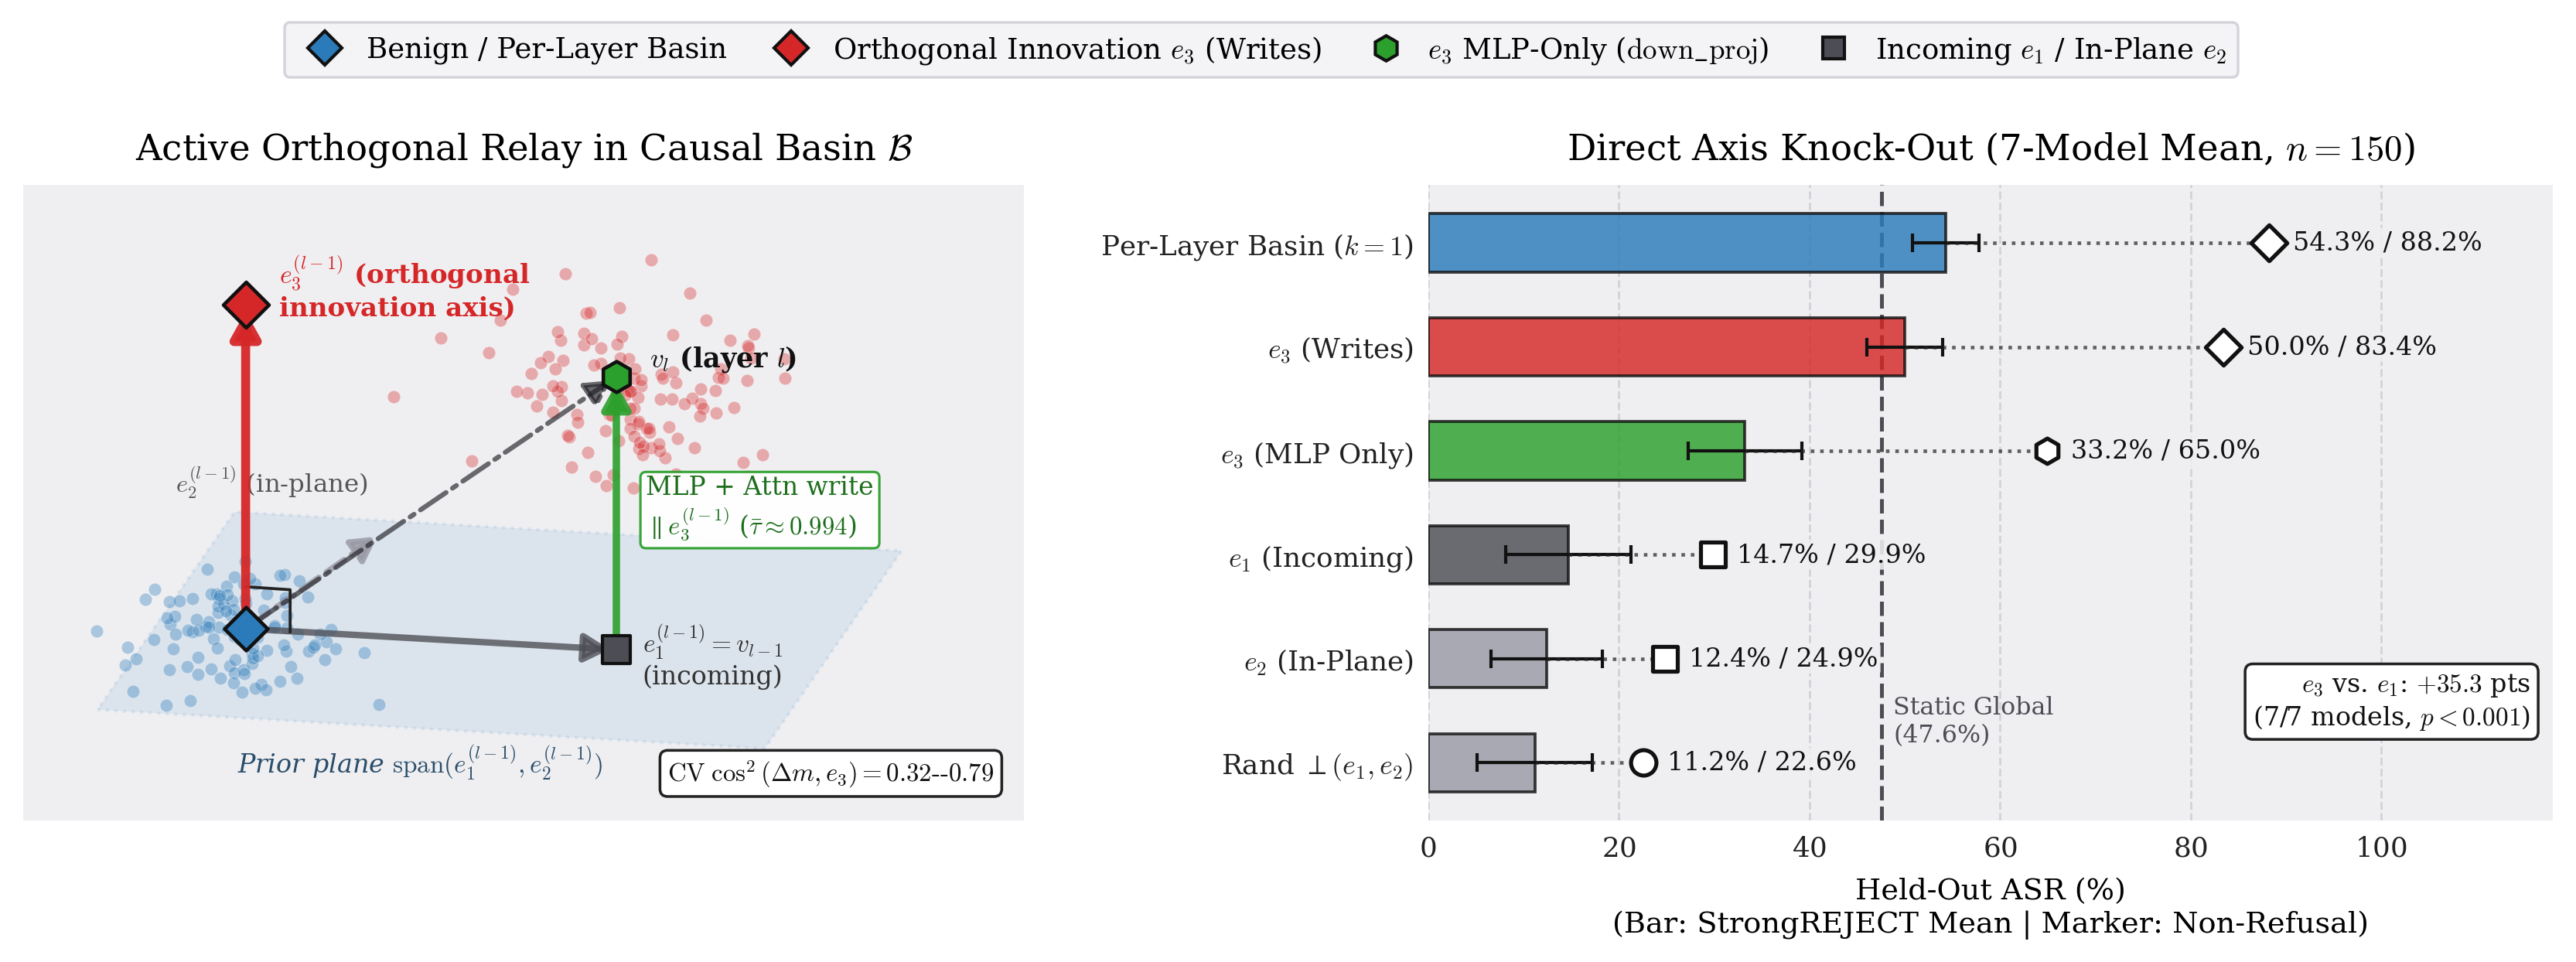 Benign / Per-Layer Basin
Orthogonal Innovation e₃ (Writes)
e₃ MLP-Only (down_proj)
Incoming e₁ / In-Plane e₂
Active Orthogonal Relay in Causal Basin ℬ
e₃⁽ˡ⁻¹⁾ (orthogonal
innovation axis)
v_l (layer l)
e₂⁽ˡ⁻¹⁾ (in-plane)
MLP + Attn write
∥ e₃⁽ˡ⁻¹⁾ (τ̄ ≈ 0.994)
e₁⁽ˡ⁻¹⁾ = v_{l−1}
(incoming)
Prior plane span(e₁⁽ˡ⁻¹⁾, e₂⁽ˡ⁻¹⁾)
CV cos² (Δm, e₃) = 0.32--0.79
Direct Axis Knock-Out (7-Model Mean, n = 150)
Per-Layer Basin (k = 1)
54.3% / 88.2%
e₃ (Writes)
50.0% / 83.4%
e₃ (MLP Only)
33.2% / 65.0%
e₁ (Incoming)
14.7% / 29.9%
e₂ (In-Plane)
12.4% / 24.9%
Rand ⊥(e₁, e₂)
11.2% / 22.6%
Static Global
(47.6%)
e₃ vs. e₁: +35.3 pts
(7/7 models, p < 0.001)
0 20 40 60 80 100
Held-Out ASR (%)
(Bar: StrongREJECT Mean | Marker: Non-Refusal)